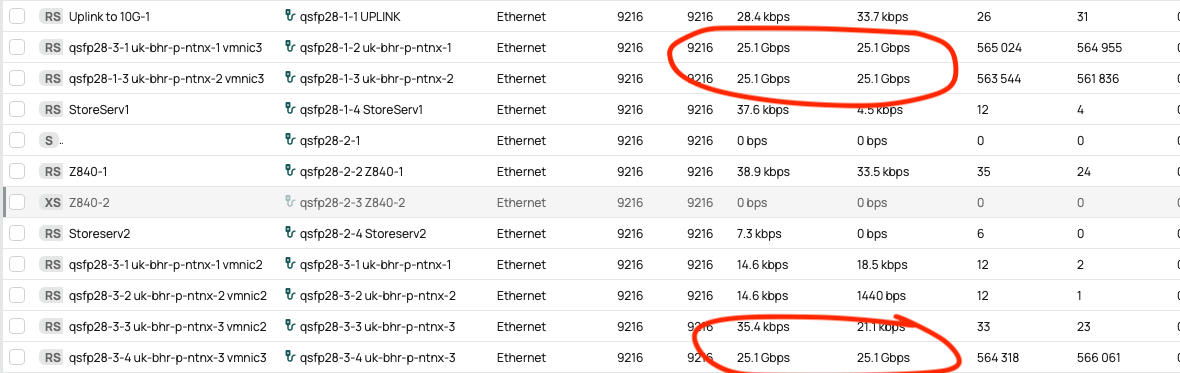 RS Uplink to 10G-1 qsfp28-1-1 UPLINK Ethernet 9216 9216 28.4 kbps 33.7 kbps 26 31 0
RS qsfp28-3-1 uk-bhr-p-ntnx-1 vmnic3 qsfp28-1-2 uk-bhr-p-ntnx-1 Ethernet 9216 9216 25.1 Gbps 25.1 Gbps 565 024 564 955 0
RS qsfp28-1-3 uk-bhr-p-ntnx-2 vmnic3 qsfp28-1-3 uk-bhr-p-ntnx-2 Ethernet 9216 9216 25.1 Gbps 25.1 Gbps 563 544 561 836 0
RS StoreServ1 qsfp28-1-4 StoreServ1 Ethernet 9216 9216 37.6 kbps 4.5 kbps 12 4 0
S .. qsfp28-2-1 Ethernet 9216 9216 0 bps 0 bps 0 0 0
RS Z840-1 qsfp28-2-2 Z840-1 Ethernet 9216 9216 38.9 kbps 33.5 kbps 35 24 0
XS Z840-2 qsfp28-2-3 Z840-2 Ethernet 9216 9216 0 bps 0 bps 0 0 0
RS Storeserv2 qsfp28-2-4 Storeserv2 Ethernet 9216 9216 7.3 kbps 0 bps 6 0 0
RS qsfp28-3-1 uk-bhr-p-ntnx-1 vmnic2 qsfp28-3-1 uk-bhr-p-ntnx-1 Ethernet 9216 9216 14.6 kbps 18.5 kbps 12 2 0
RS qsfp28-3-2 uk-bhr-p-ntnx-2 vmnic2 qsfp28-3-2 uk-bhr-p-ntnx-2 Ethernet 9216 9216 14.6 kbps 1440 bps 12 1 0
RS qsfp28-3-3 uk-bhr-p-ntnx-3 vmnic2 qsfp28-3-3 uk-bhr-p-ntnx-3 Ethernet 9216 9216 35.4 kbps 21.1 kbps 33 23 0
RS qsfp28-3-4 uk-bhr-p-ntnx-3 vmnic3 qsfp28-3-4 uk-bhr-p-ntnx-3 Ethernet 9216 9216 25.1 Gbps 25.1 Gbps 564 318 566 061 0